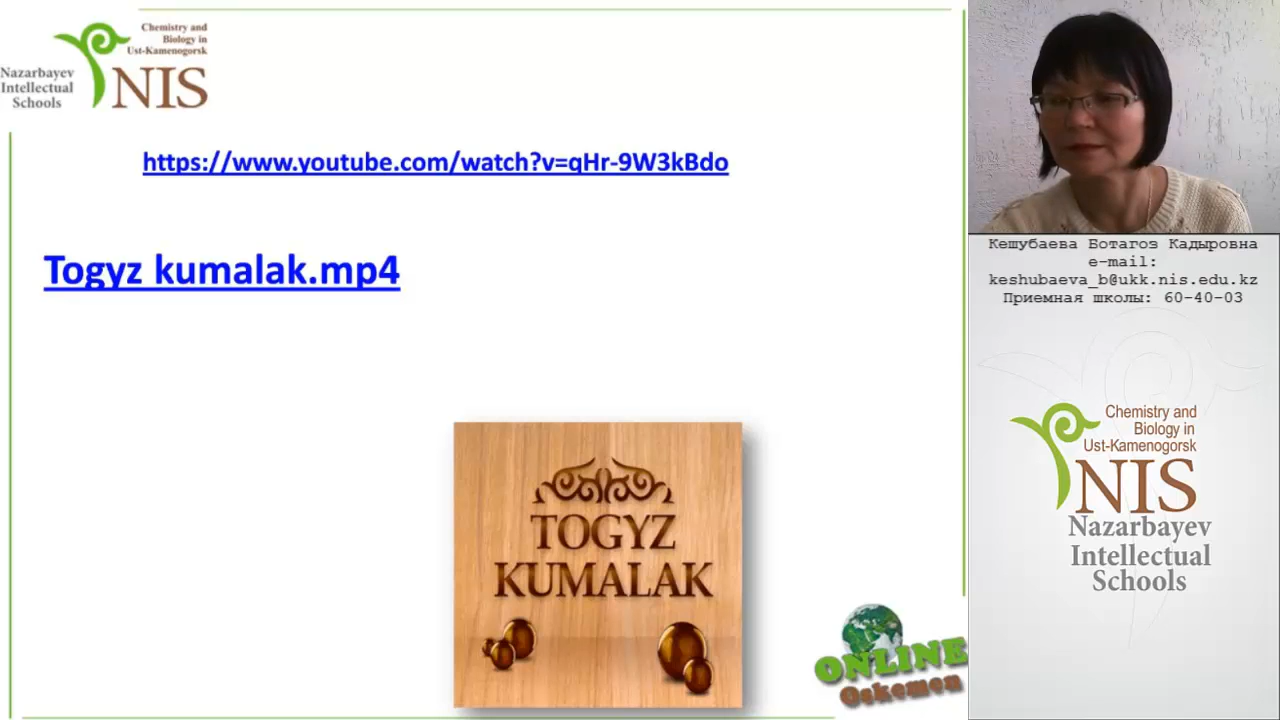 Chemistry and
Biology in
Ust-Kamenogorsk
Nazarbayev
Intellectual
Schools
NIS
https://www.youtube.com/watch?v=qHr-9W3kBdo
Togyz kumalak.mp4
TOGYZ
KUMALAK
ONLINE
Oskemen
Кешубаева Ботагоз Кадыровна
e-mail:
keshubaeva_b@ukk.nis.edu.kz
Приемная школы: 60-40-03
Chemistry and
Biology in
Ust-Kamenogorsk
NIS
Nazarbayev
Intellectual
Schools